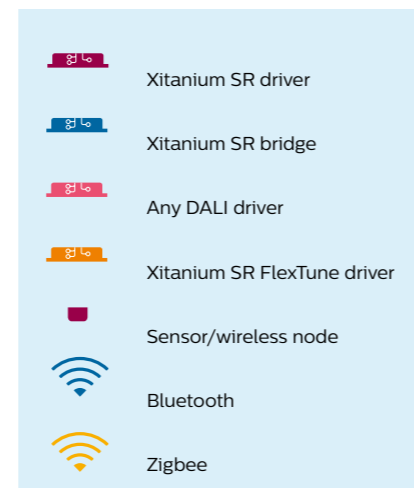 Xitanium SR driver
Xitanium SR bridge
Any DALI driver
Xitanium SR FlexTune driver
Sensor/wireless node
Bluetooth
Zigbee